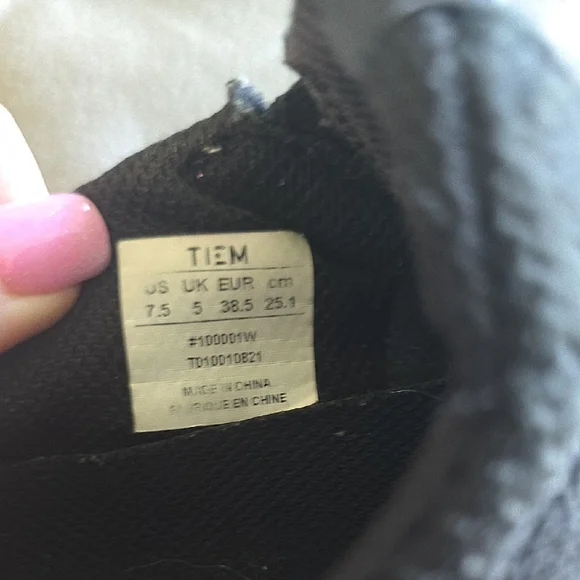 TIEM
US UK EUR cm
7.5 5 38.5 25.1
#100001W
T010010821
MADE IN CHINA
FABRIQUE EN CHINE